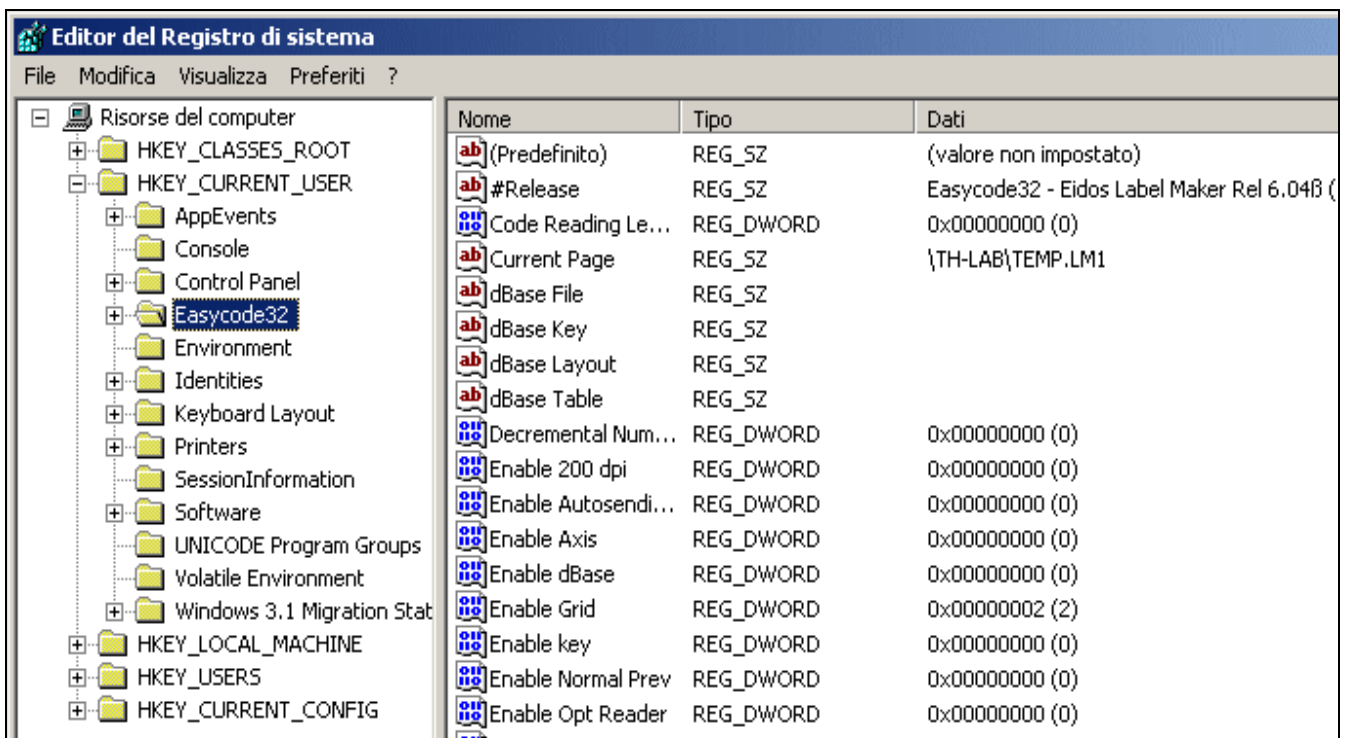 Editor del Registro di sistema
File Modifica Visualizza Preferiti ?
Risorse del computer
HKEY_CLASSES_ROOT
HKEY_CURRENT_USER
AppEvents
Console
Control Panel
Easycode32
Environment
Identities
Keyboard Layout
Printers
SessionInformation
Software
UNICODE Program Groups
Volatile Environment
Windows 3.1 Migration Stat
HKEY_LOCAL_MACHINE
HKEY_USERS
HKEY_CURRENT_CONFIG
Nome Tipo Dati
(Predefinito) REG_SZ (valore non impostato)
#Release REG_SZ Easycode32 - Eidos Label Maker Rel 6.04ß (
Code Reading Le... REG_DWORD 0x00000000 (0)
Current Page REG_SZ \TH-LAB\TEMP.LM1
dBase File REG_SZ
dBase Key REG_SZ
dBase Layout REG_SZ
dBase Table REG_SZ
Decremental Num... REG_DWORD 0x00000000 (0)
Enable 200 dpi REG_DWORD 0x00000000 (0)
Enable Autosendi... REG_DWORD 0x00000000 (0)
Enable Axis REG_DWORD 0x00000000 (0)
Enable dBase REG_DWORD 0x00000000 (0)
Enable Grid REG_DWORD 0x00000002 (2)
Enable key REG_DWORD 0x00000000 (0)
Enable Normal Prev REG_DWORD 0x00000000 (0)
Enable Opt Reader REG_DWORD 0x00000000 (0)